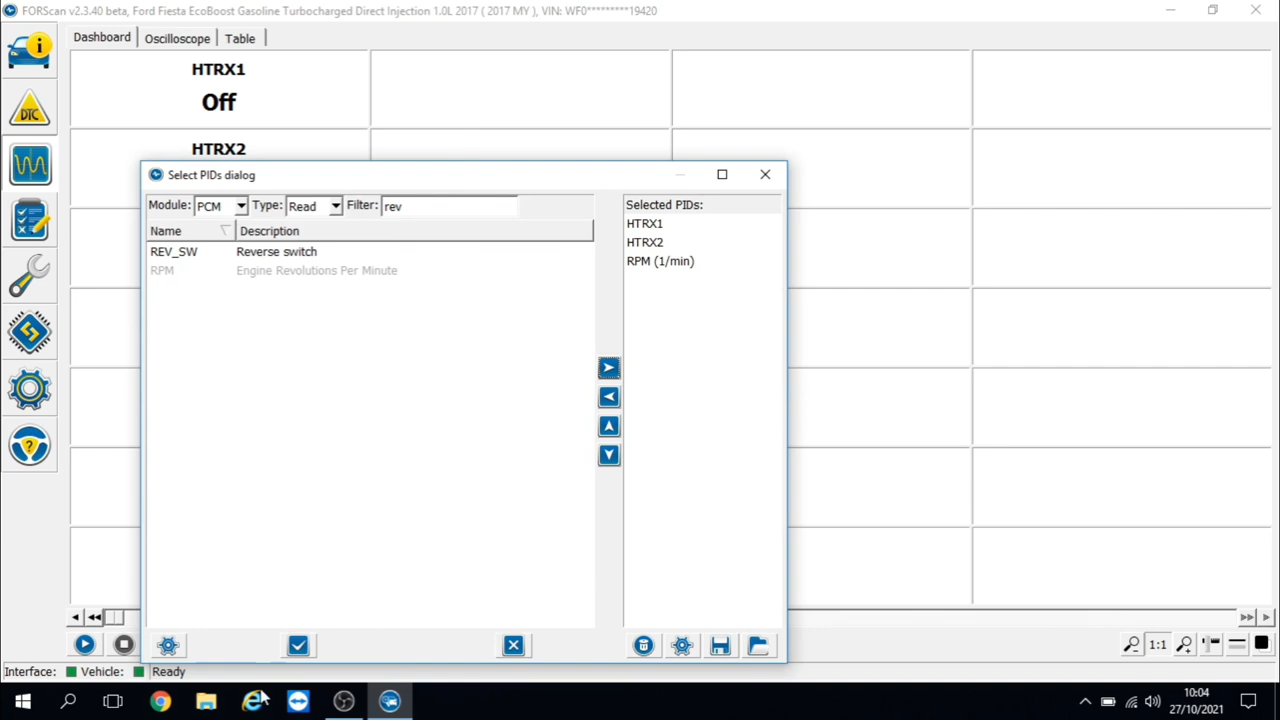 FORScan v2.3.40 beta, Ford Fiesta EcoBoost Gasoline Turbocharged Direct Injection 1.0L 2017 ( 2017 MY ), VIN: WF0*********19420
Dashboard Oscilloscope Table
HTRX1
Off
DTC
HTRX2
Select PIDs dialog
Module: PCM Type: Read Filter: rev
Selected PIDs:
Name Description
HTRX1
REV_SW Reverse switch
HTRX2
RPM Engine Revolutions Per Minute
RPM (1/min)
1:1
Interface: Vehicle: Ready
10:04
27/10/2021